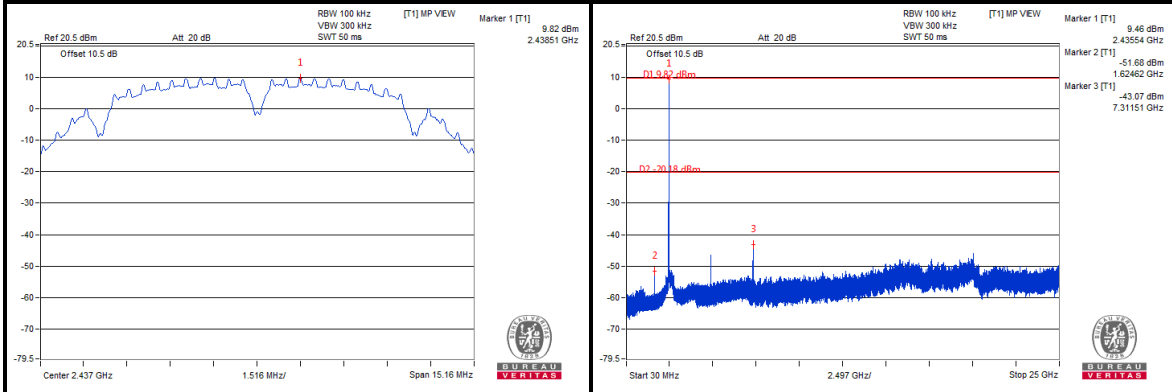 RBW 100 kHz
[T1] MP VIEW
VBW 300 kHz
Ref 20.5 dBm
Att 20 dB
SWT 50 ms
Marker 1 [T1]
9.82 dBm
2.43851 GHz
20.5
Offset 10.5 dB
1
10
0
-10
-20
-30
-40
-50
-60
-70
-79.5
Center 2.437 GHz
1.516 MHz/
Span 15.16 MHz
BUREAU VERITAS
1828
BUREAU
VERITAS
RBW 100 kHz
[T1] MP VIEW
VBW 300 kHz
Ref 20.5 dBm
Att 20 dB
SWT 50 ms
Marker 1 [T1]
9.46 dBm
2.43554 GHz
Marker 2 [T1]
-51.68 dBm
1.62462 GHz
Marker 3 [T1]
-43.07 dBm
7.31151 GHz
20.5
Offset 10.5 dB
1
D1 9.82 dBm
10
0
-10
D2 -20.18 dBm
-20
-30
-40
3
2
-50
-60
-70
-79.5
Start 30 MHz
2.497 GHz/
Stop 25 GHz
BUREAU VERITAS
1828
BUREAU
VERITAS